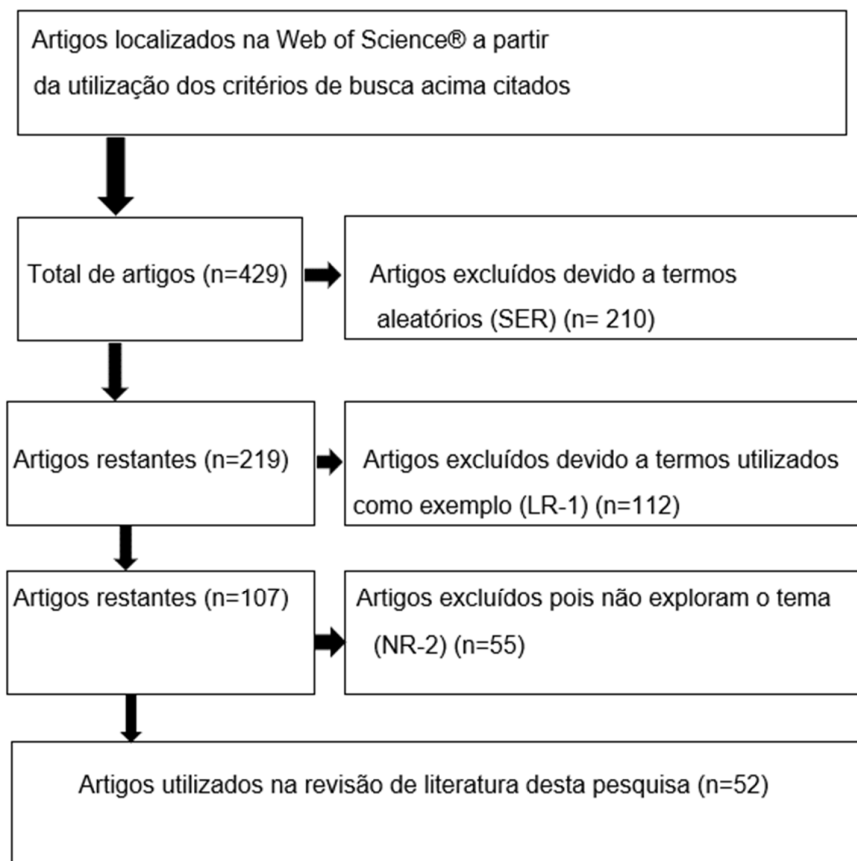 Artigos localizados na Web of Science® a partir
da utilização dos critérios de busca acima citados
Total de artigos (n=429)
Artigos excluídos devido a termos
aleatórios (SER) (n= 210)
Artigos restantes (n=219)
Artigos excluídos devido a termos utilizados
como exemplo (LR-1) (n=112)
Artigos restantes (n=107)
Artigos excluídos pois não exploram o tema
(NR-2) (n=55)
Artigos utilizados na revisão de literatura desta pesquisa (n=52)